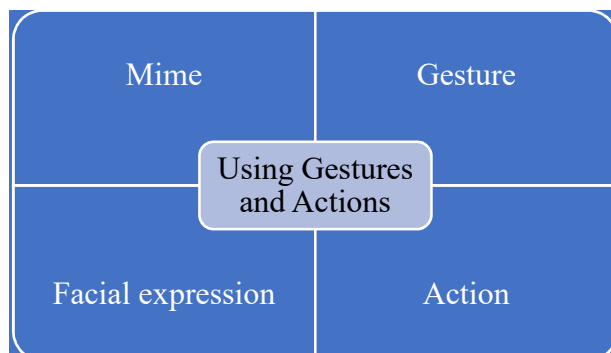 Mime
Gesture
Using Gestures
and Actions
Facial expression
Action